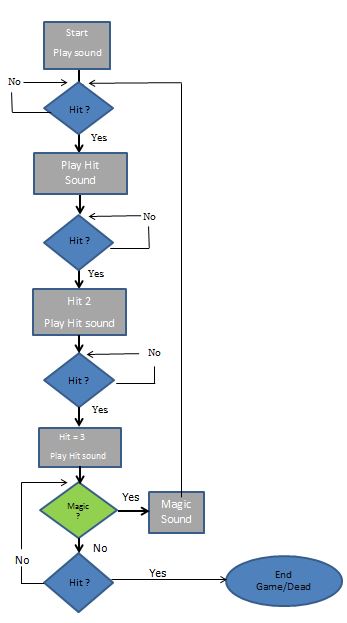 Start
Play sound
No
Hit ?
Yes
Play Hit
Sound
No
Hit ?
Yes
Hit 2
Play Hit sound
No
Hit ?
Yes
Hit = 3
Play Hit sound
Magic
?
Yes
Magic
Sound
No
No
Hit ?
Yes
End
Game/Dead